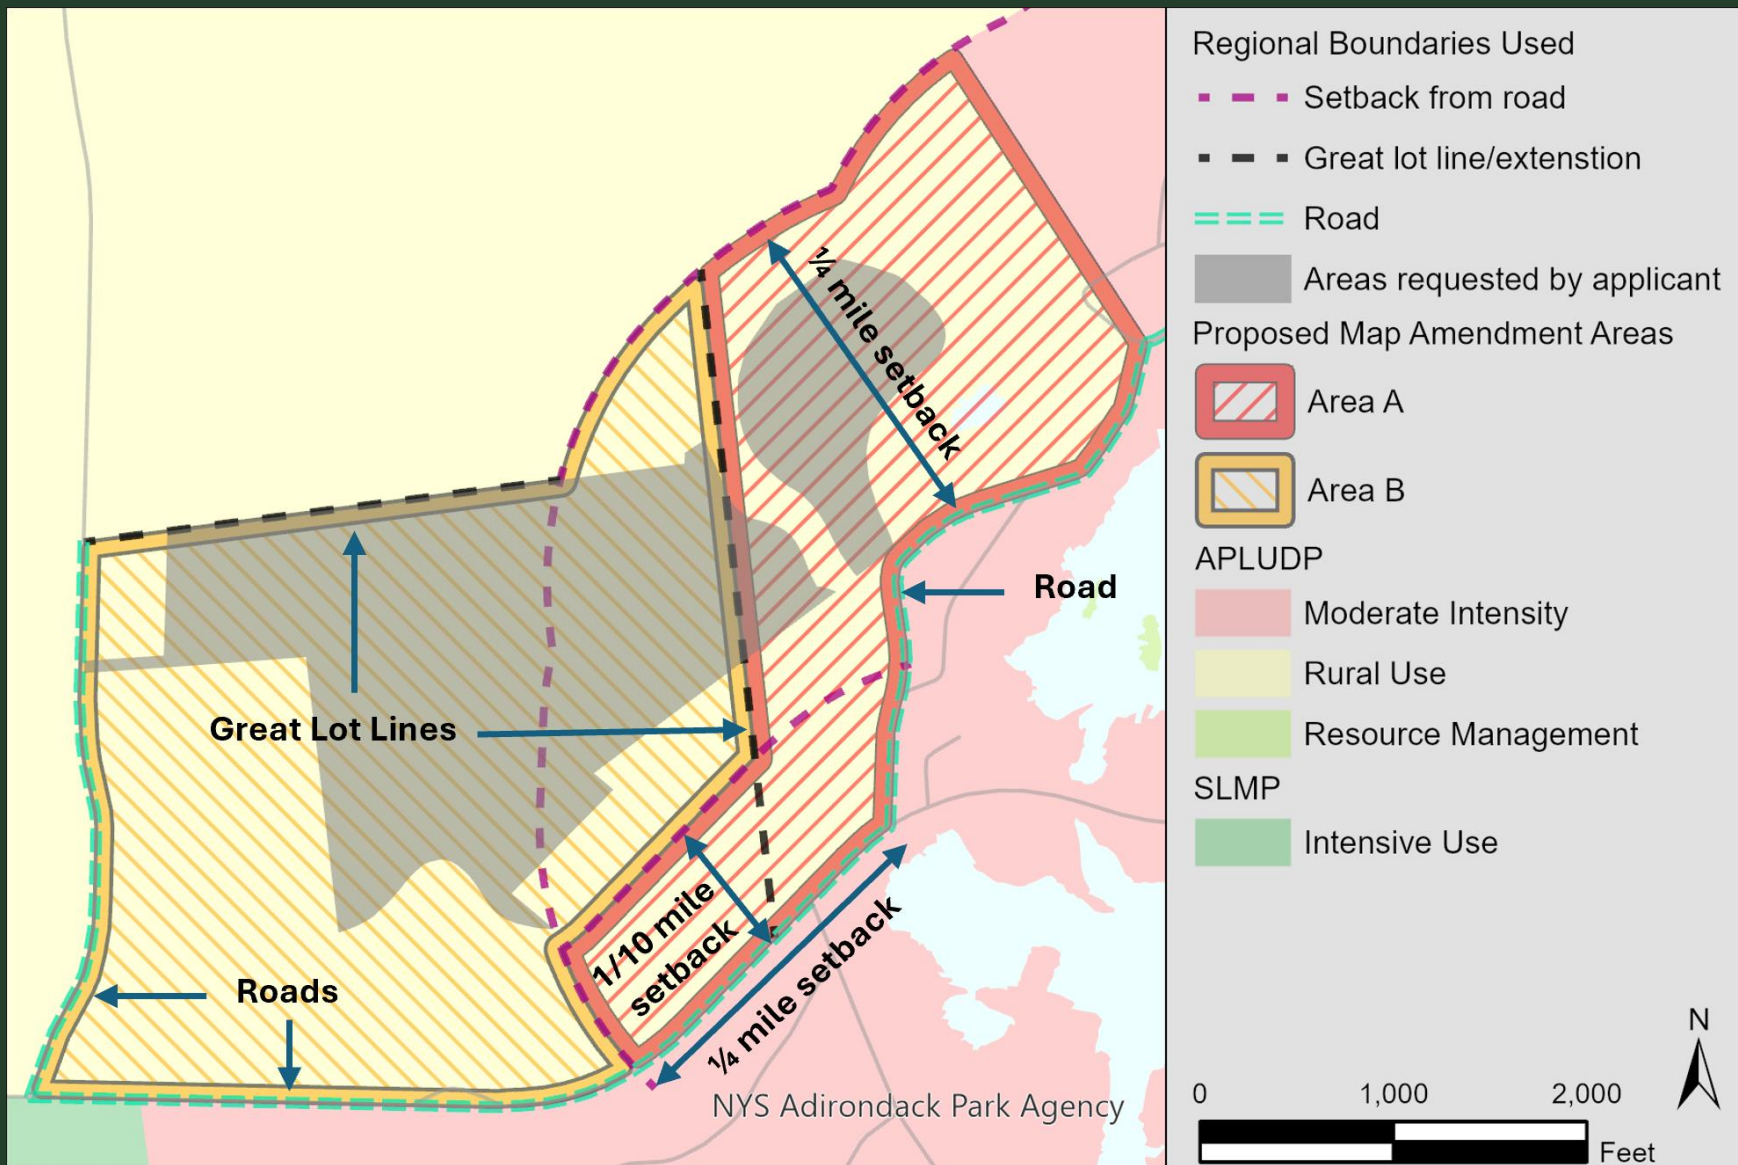 ¼ mile setback
Road
Great Lot Lines
1/10 mile
setback
¼ mile setback
Roads
NYS Adirondack Park Agency
Regional Boundaries Used
Setback from road
Great lot line/extenstion
Road
Areas requested by applicant
Proposed Map Amendment Areas
Area A
Area B
APLUDP
Moderate Intensity
Rural Use
Resource Management
SLMP
Intensive Use
N
0 1,000 2,000
Feet